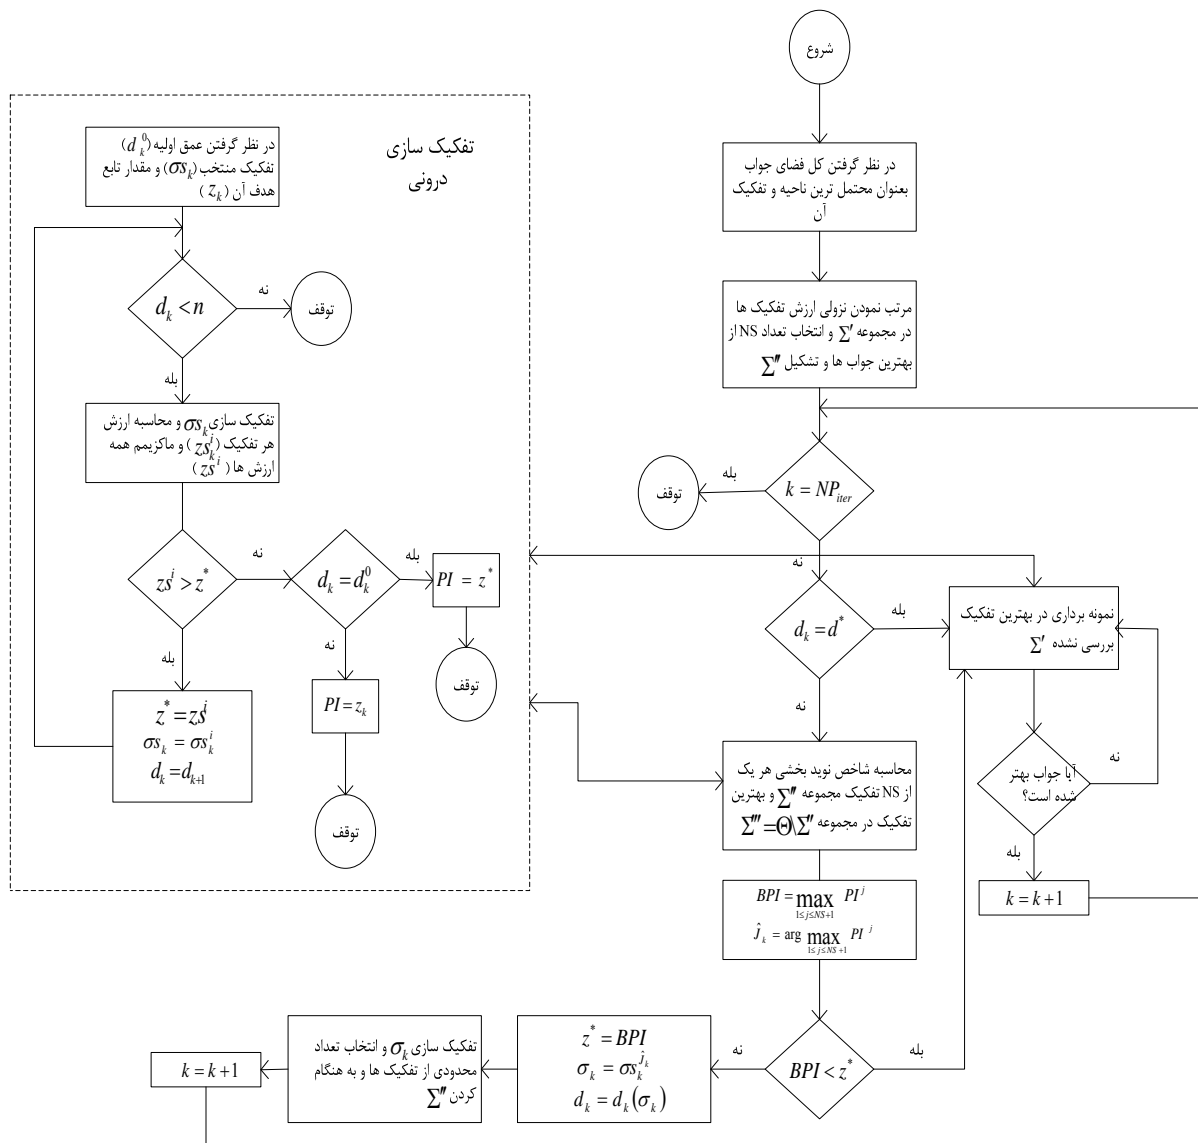 شروع
در نظر گرفتن کل فضای جواب
بعنوان محتمل ترین ناحیه و تفکیک
آن
مرتب نمودن نزولی ارزش تفکیک ها
در مجموعه Σ′ و انتخاب تعداد NS از
بهترین جواب ها و تشکیل Σ″
k = NP_iter
بله
توقف
نه
d_k = d*
بله
نه
نمونه برداری در بهترین تفکیک
بررسی نشده Σ′
آیا جواب بهتر
شده است؟
نه
بله
k = k+1
محاسبه شاخص نوید بخشی هر یک
از NS تفکیک مجموعه Σ″ و بهترین
تفکیک در مجموعه Σ‴=Θ\Σ″
BPI = max PI^j
1≤ j≤NS+1
ĵ_k = arg max PI^j
1≤ j≤NS+1
BPI < z*
بله
نه
z* = BPI
σ_k = σs_k^ĵ_k
d_k = d_k(σ_k)
تفکیک سازی σ_k و انتخاب تعداد
محدودی از تفکیک ها و به هنگام
کردن Σ″
k = k+1
تفکیک سازی
درونی
در نظر گرفتن عمق اولیه (d_k^0)
تفکیک منتخب (σs_k) و مقدار تابع
هدف آن (z_k)
d_k < n
نه
توقف
بله
تفکیک سازی σs_k و محاسبه ارزش
هر تفکیک (zs_k^i) و ماکزیمم همه
ارزش ها (zs^i)
zs^i > z*
نه
بله
d_k = d_k^0
بله
PI = z*
توقف
نه
PI = z_k
توقف
z* = zs^i
σs_k = σs_k^i
d_k = d_{k+1}